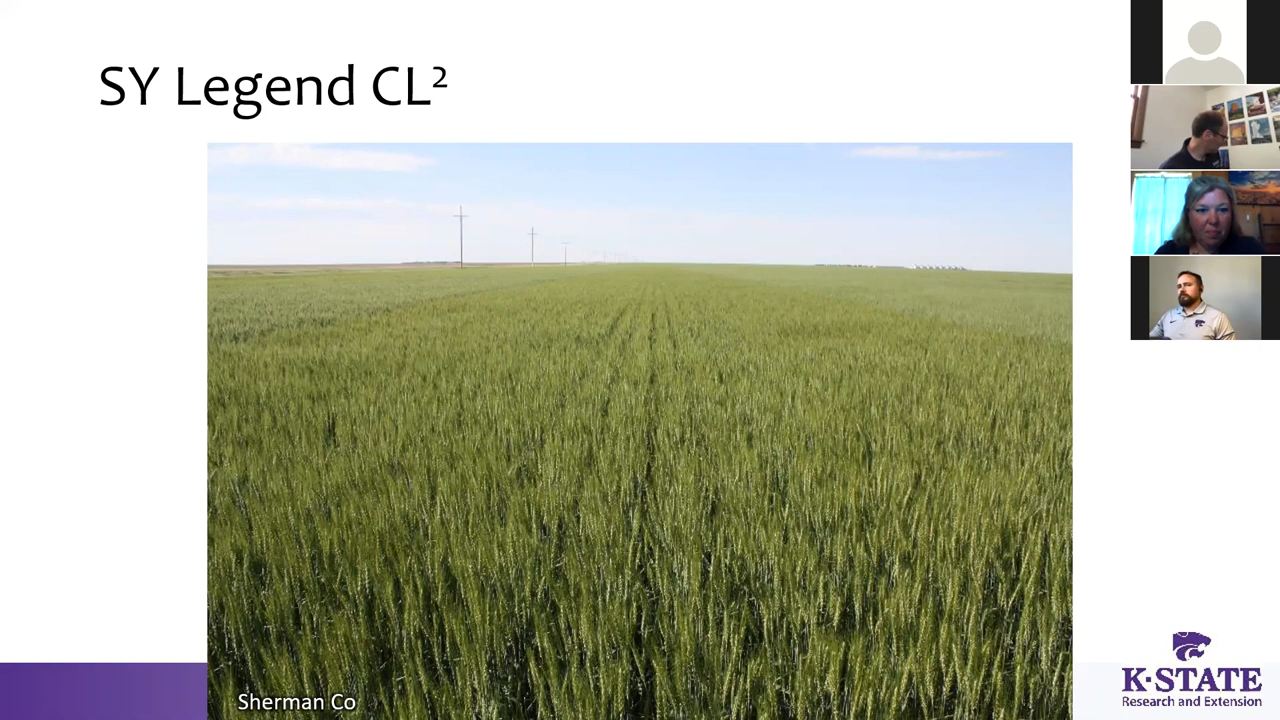 SY Legend CL²
Sherman Co
K-STATE
Research and Extension